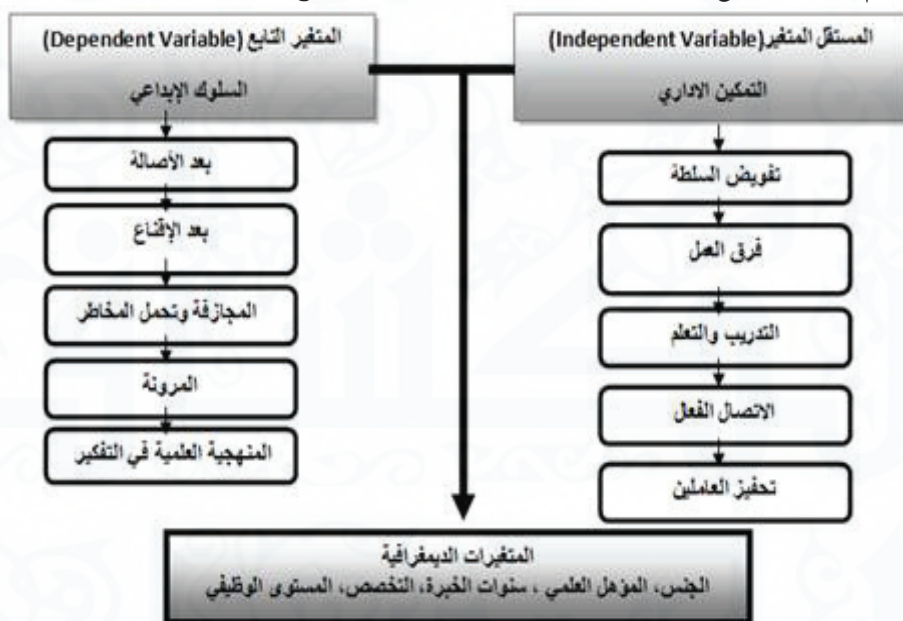 المستقل المتغير(Independent Variable)
التمكين الاداري
تفويض السلطة
فرق العمل
التدريب والتعلم
الاتصال الفعال
تحفيز العاملين
المتغير التابع (Dependent Variable)
السلوك الإبداعي
بعد الأصالة
بعد الإقناع
المجازفة وتحمل المخاطر
المرونة
المنهجية العلمية في التفكير
المتغيرات الديمغرافية
الجنس، المؤهل العلمي ، سنوات الخبرة، التخصص، المستوى الوظيفي